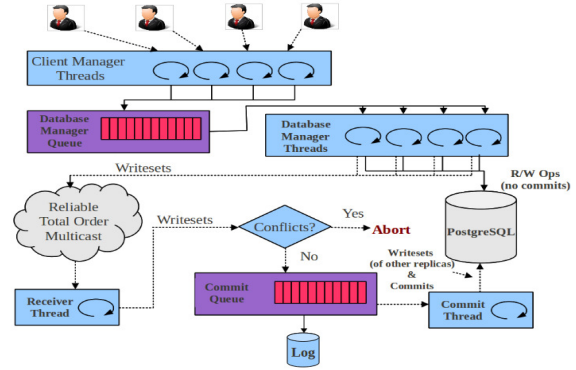 Client Manager
Threads
Database
Manager
Queue
Database
Manager
Threads
Writesets
R/W Ops
(no commits)
Reliable
Total Order
Multicast
Writesets
Conflicts?
Yes
Abort
PostgreSQL
No
Writesets
(of other replicas)
&
Commits
Receiver
Thread
Commit
Queue
Commit
Thread
Log